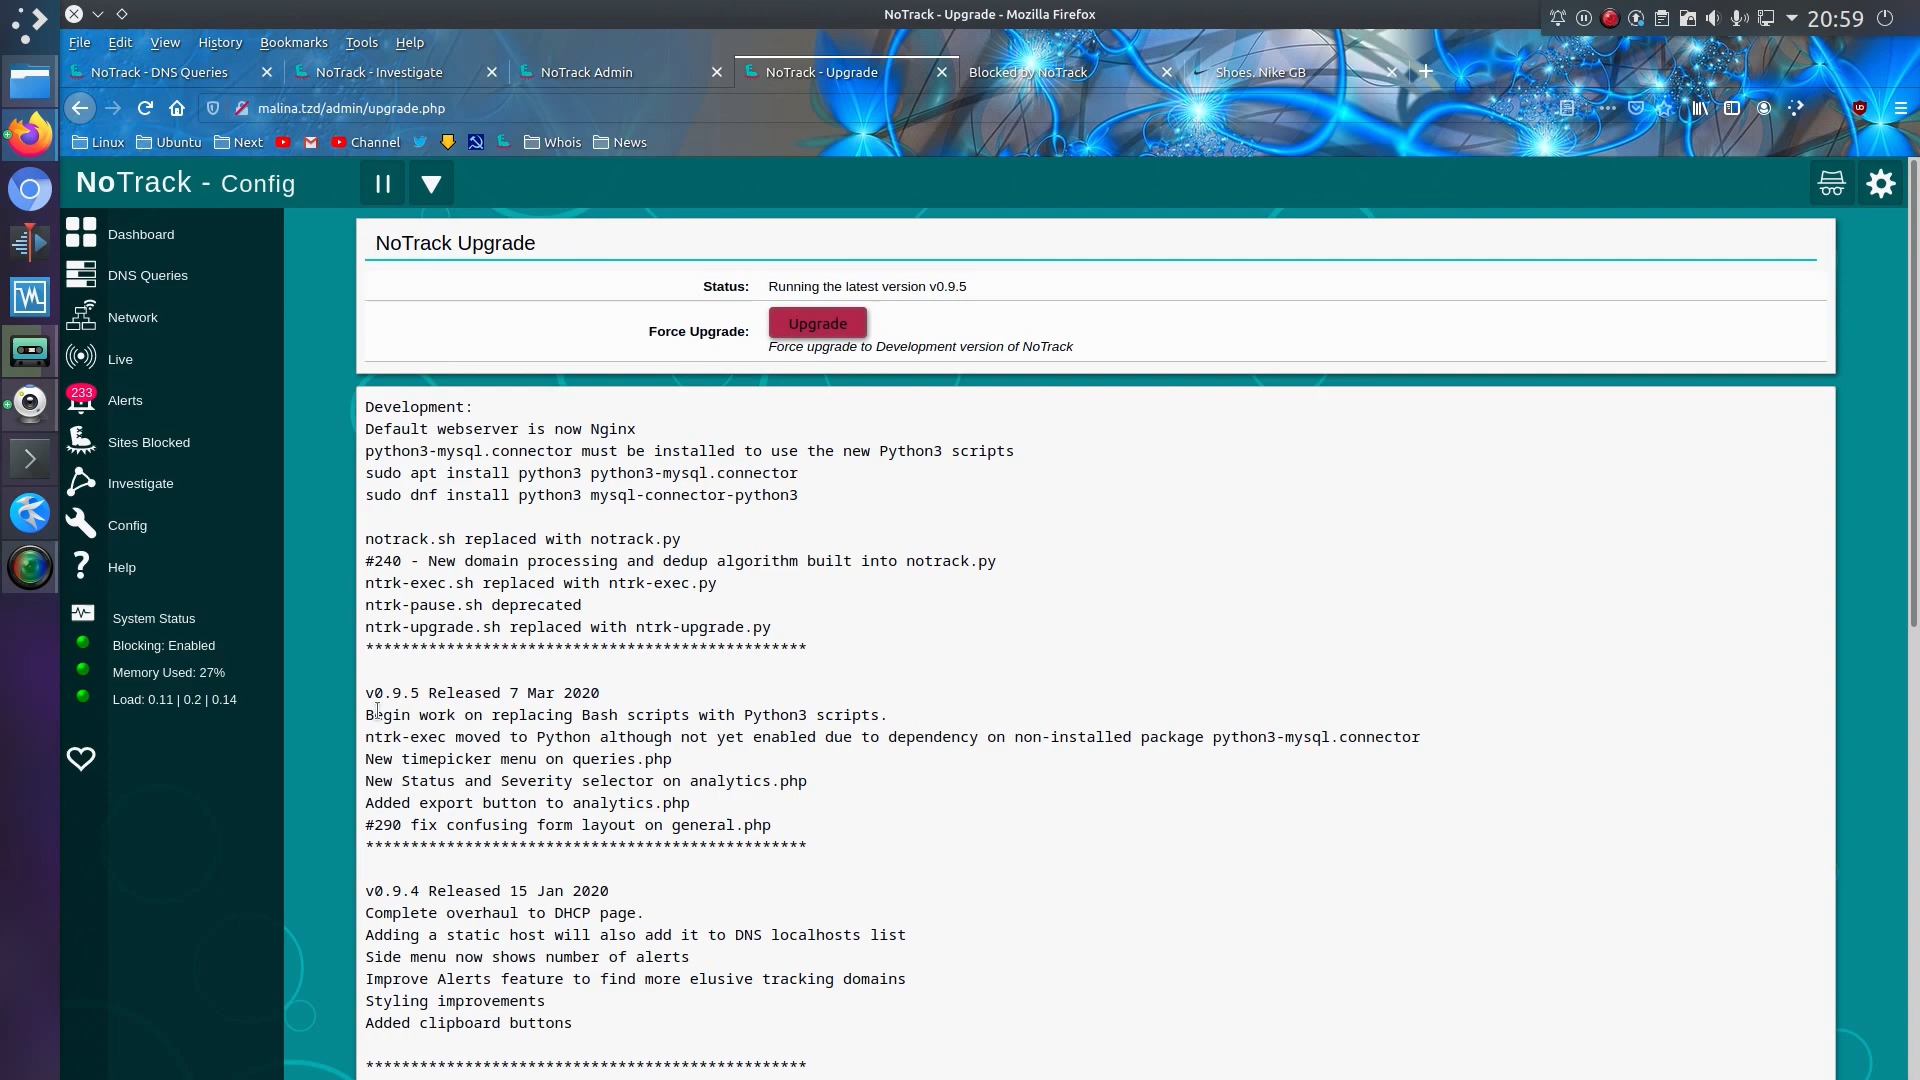 NoTrack - Upgrade - Mozilla Firefox
20:59
File Edit View History Bookmarks Tools Help
NoTrack - DNS Queries
NoTrack - Investigate
NoTrack Admin
NoTrack - Upgrade
Blocked by NoTrack
Shoes. Nike GB
malina.tzd/admin/upgrade.php
Linux Ubuntu Next Channel Whois News
NoTrack - Config
Dashboard
DNS Queries
Network
Live
233
Alerts
Sites Blocked
Investigate
Config
Help
System Status
Blocking: Enabled
Memory Used: 27%
Load: 0.11 | 0.2 | 0.14
NoTrack Upgrade
Status: Running the latest version v0.9.5
Force Upgrade: Upgrade
Force upgrade to Development version of NoTrack
Development:
Default webserver is now Nginx
python3-mysql.connector must be installed to use the new Python3 scripts
sudo apt install python3 python3-mysql.connector
sudo dnf install python3 mysql-connector-python3
notrack.sh replaced with notrack.py
#240 - New domain processing and dedup algorithm built into notrack.py
ntrk-exec.sh replaced with ntrk-exec.py
ntrk-pause.sh deprecated
ntrk-upgrade.sh replaced with ntrk-upgrade.py
*************************************************
v0.9.5 Released 7 Mar 2020
Begin work on replacing Bash scripts with Python3 scripts.
ntrk-exec moved to Python although not yet enabled due to dependency on non-installed package python3-mysql.connector
New timepicker menu on queries.php
New Status and Severity selector on analytics.php
Added export button to analytics.php
#290 fix confusing form layout on general.php
*************************************************
v0.9.4 Released 15 Jan 2020
Complete overhaul to DHCP page.
Adding a static host will also add it to DNS localhosts list
Side menu now shows number of alerts
Improve Alerts feature to find more elusive tracking domains
Styling improvements
Added clipboard buttons
*************************************************